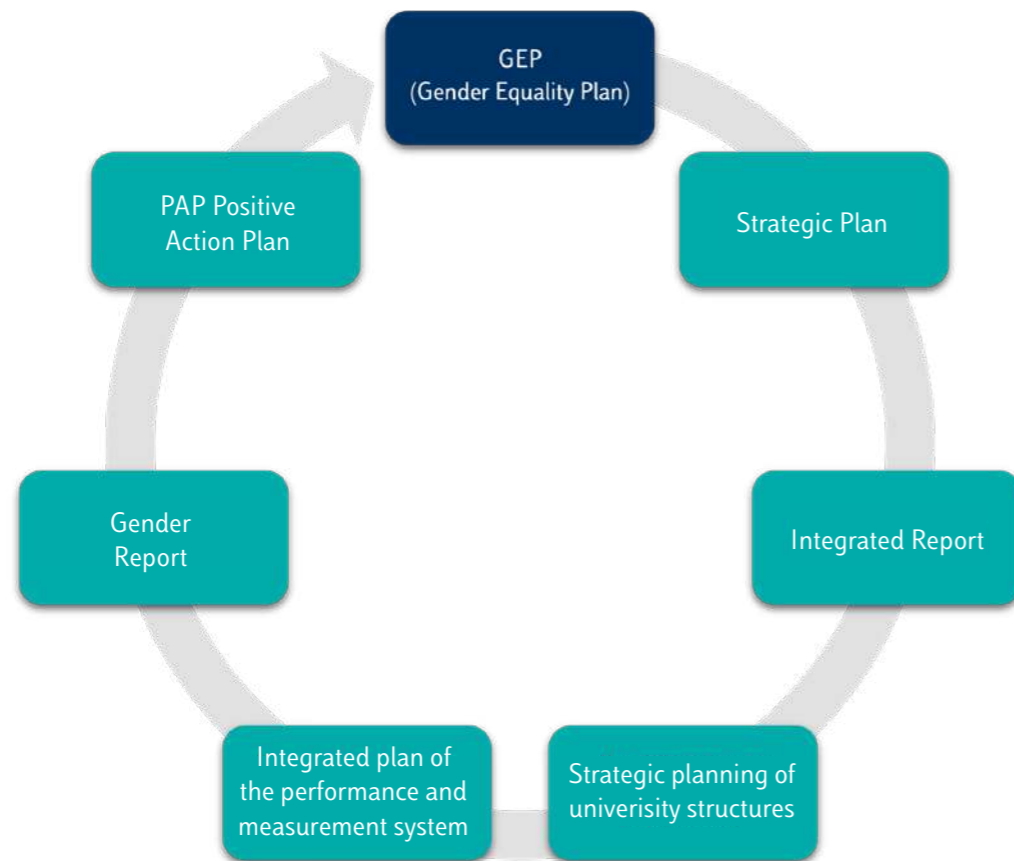 GEP
(Gender Equality Plan)
Strategic Plan
Integrated Report
Strategic planning of
univerisity structures
Integrated plan of
the performance and
measurement system
Gender
Report
PAP Positive
Action Plan